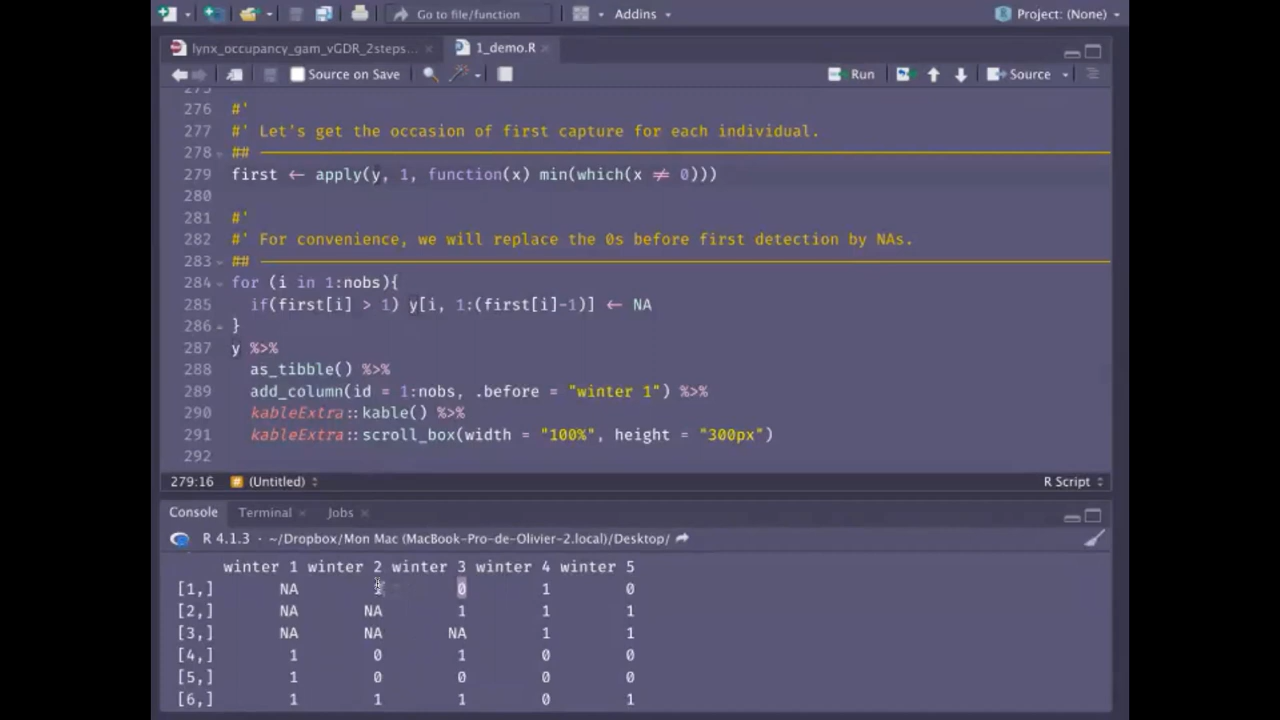 Go to file/function
Addins
Project: (None)
lynx_occupancy_gam_vGDR_2steps...
1_demo.R
Source on Save
Run
Source
275
276 #'
277 #' Let's get the occasion of first capture for each individual.
278 ##
279 first ← apply(y, 1, function(x) min(which(x ≠ 0)))
280
281 #'
282 #' For convenience, we will replace the 0s before first detection by NAs.
283 ##
284 for (i in 1:nobs){
285 if(first[i] > 1) y[i, 1:(first[i]-1)] ← NA
286 }
287 y %>%
288 as_tibble() %>%
289 add_column(id = 1:nobs, .before = "winter 1") %>%
290 kableExtra::kable() %>%
291 kableExtra::scroll_box(width = "100%", height = "300px")
292
279:16
# (Untitled)
R Script
Console
Terminal
Jobs
R 4.1.3 · ~/Dropbox/Mon Mac (MacBook-Pro-de-Olivier-2.local)/Desktop/
winter 1 winter 2 winter 3 winter 4 winter 5
[1,] NA 0 1 0
[2,] NA NA 1 1 1
[3,] NA NA NA 1 1
[4,] 1 0 1 0 0
[5,] 1 0 0 0 0
[6,] 1 1 1 0 1